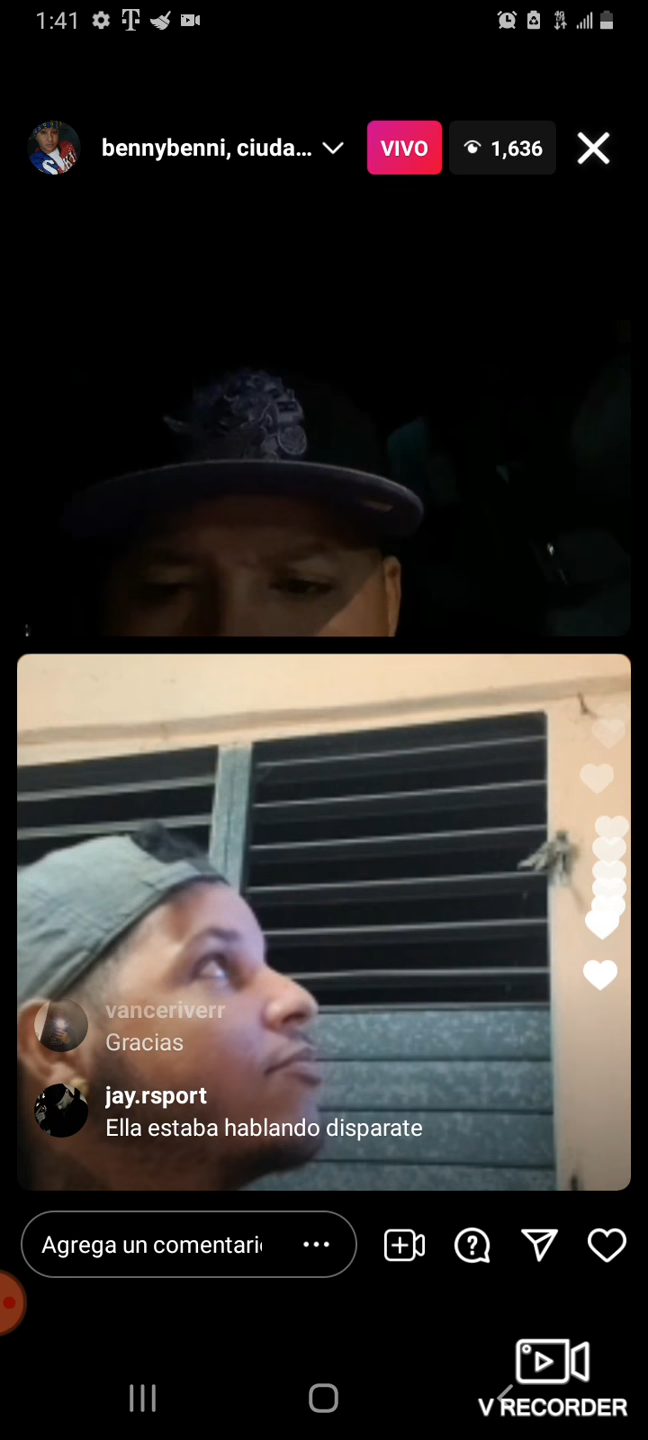 1:41
bennybenni, ciuda...
VIVO
1,636
vanceriverr
Gracias
jay.rsport
Ella estaba hablando disparate
Agrega un comentari
V RECORDER